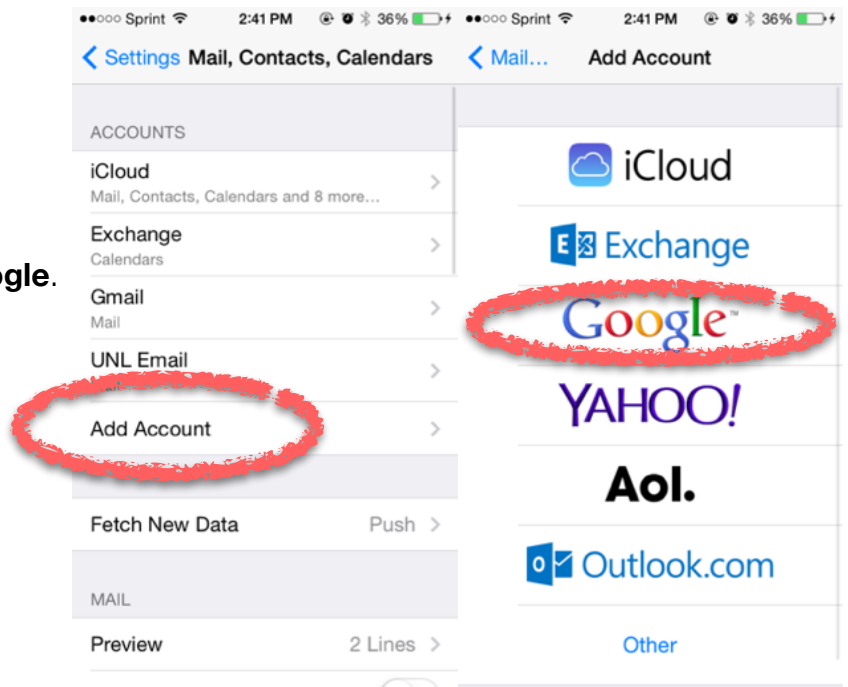 Sprint 2:41 PM 36%
Settings Mail, Contacts, Calendars
ACCOUNTS
iCloud
Mail, Contacts, Calendars and 8 more...
Exchange
Calendars
ogle.
Gmail
Mail
UNL Email
Add Account
Fetch New Data Push
MAIL
Preview 2 Lines
Sprint 2:41 PM 36%
Mail... Add Account
iCloud
E Exchange
Google™
YAHOO!
Aol.
o Outlook.com
Other